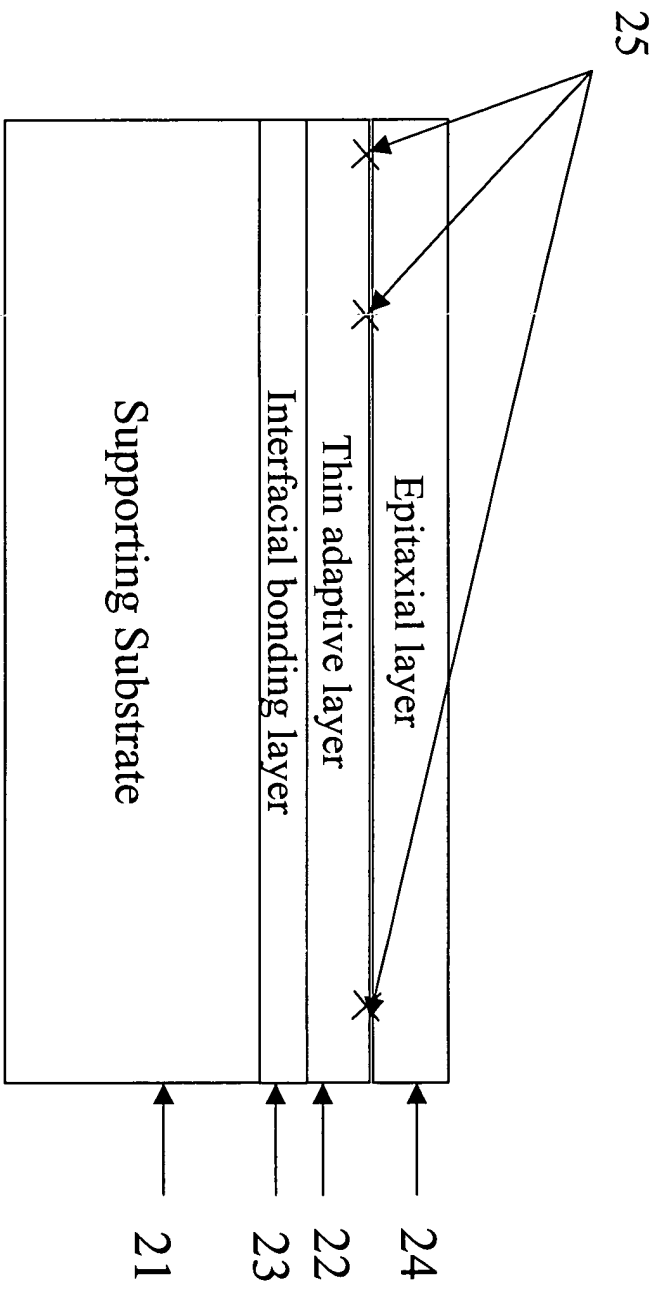 25
Epitaxial layer
24
Thin adaptive layer
22
Interfacial bonding layer
23
Supporting Substrate
21